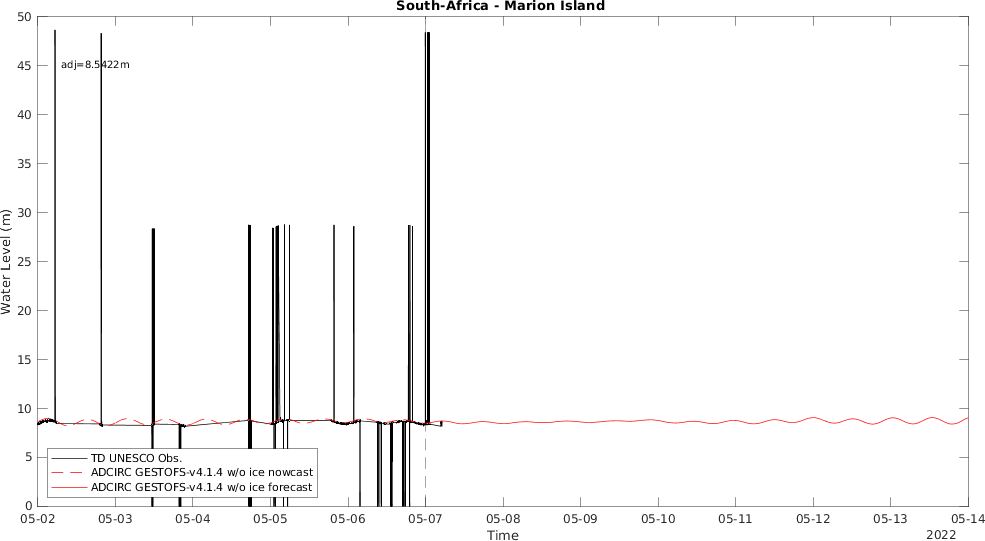 South-Africa - Marion Island
50
45
40
35
30
25
20
15
10
5
0
Water Level (m)
adj=8.5422m
TD UNESCO Obs.
ADCIRC GESTOFS-v4.1.4 w/o ice nowcast
ADCIRC GESTOFS-v4.1.4 w/o ice forecast
05-02 05-03 05-04 05-05 05-06 05-07 05-08 05-09 05-10 05-11 05-12 05-13 05-14
Time
2022